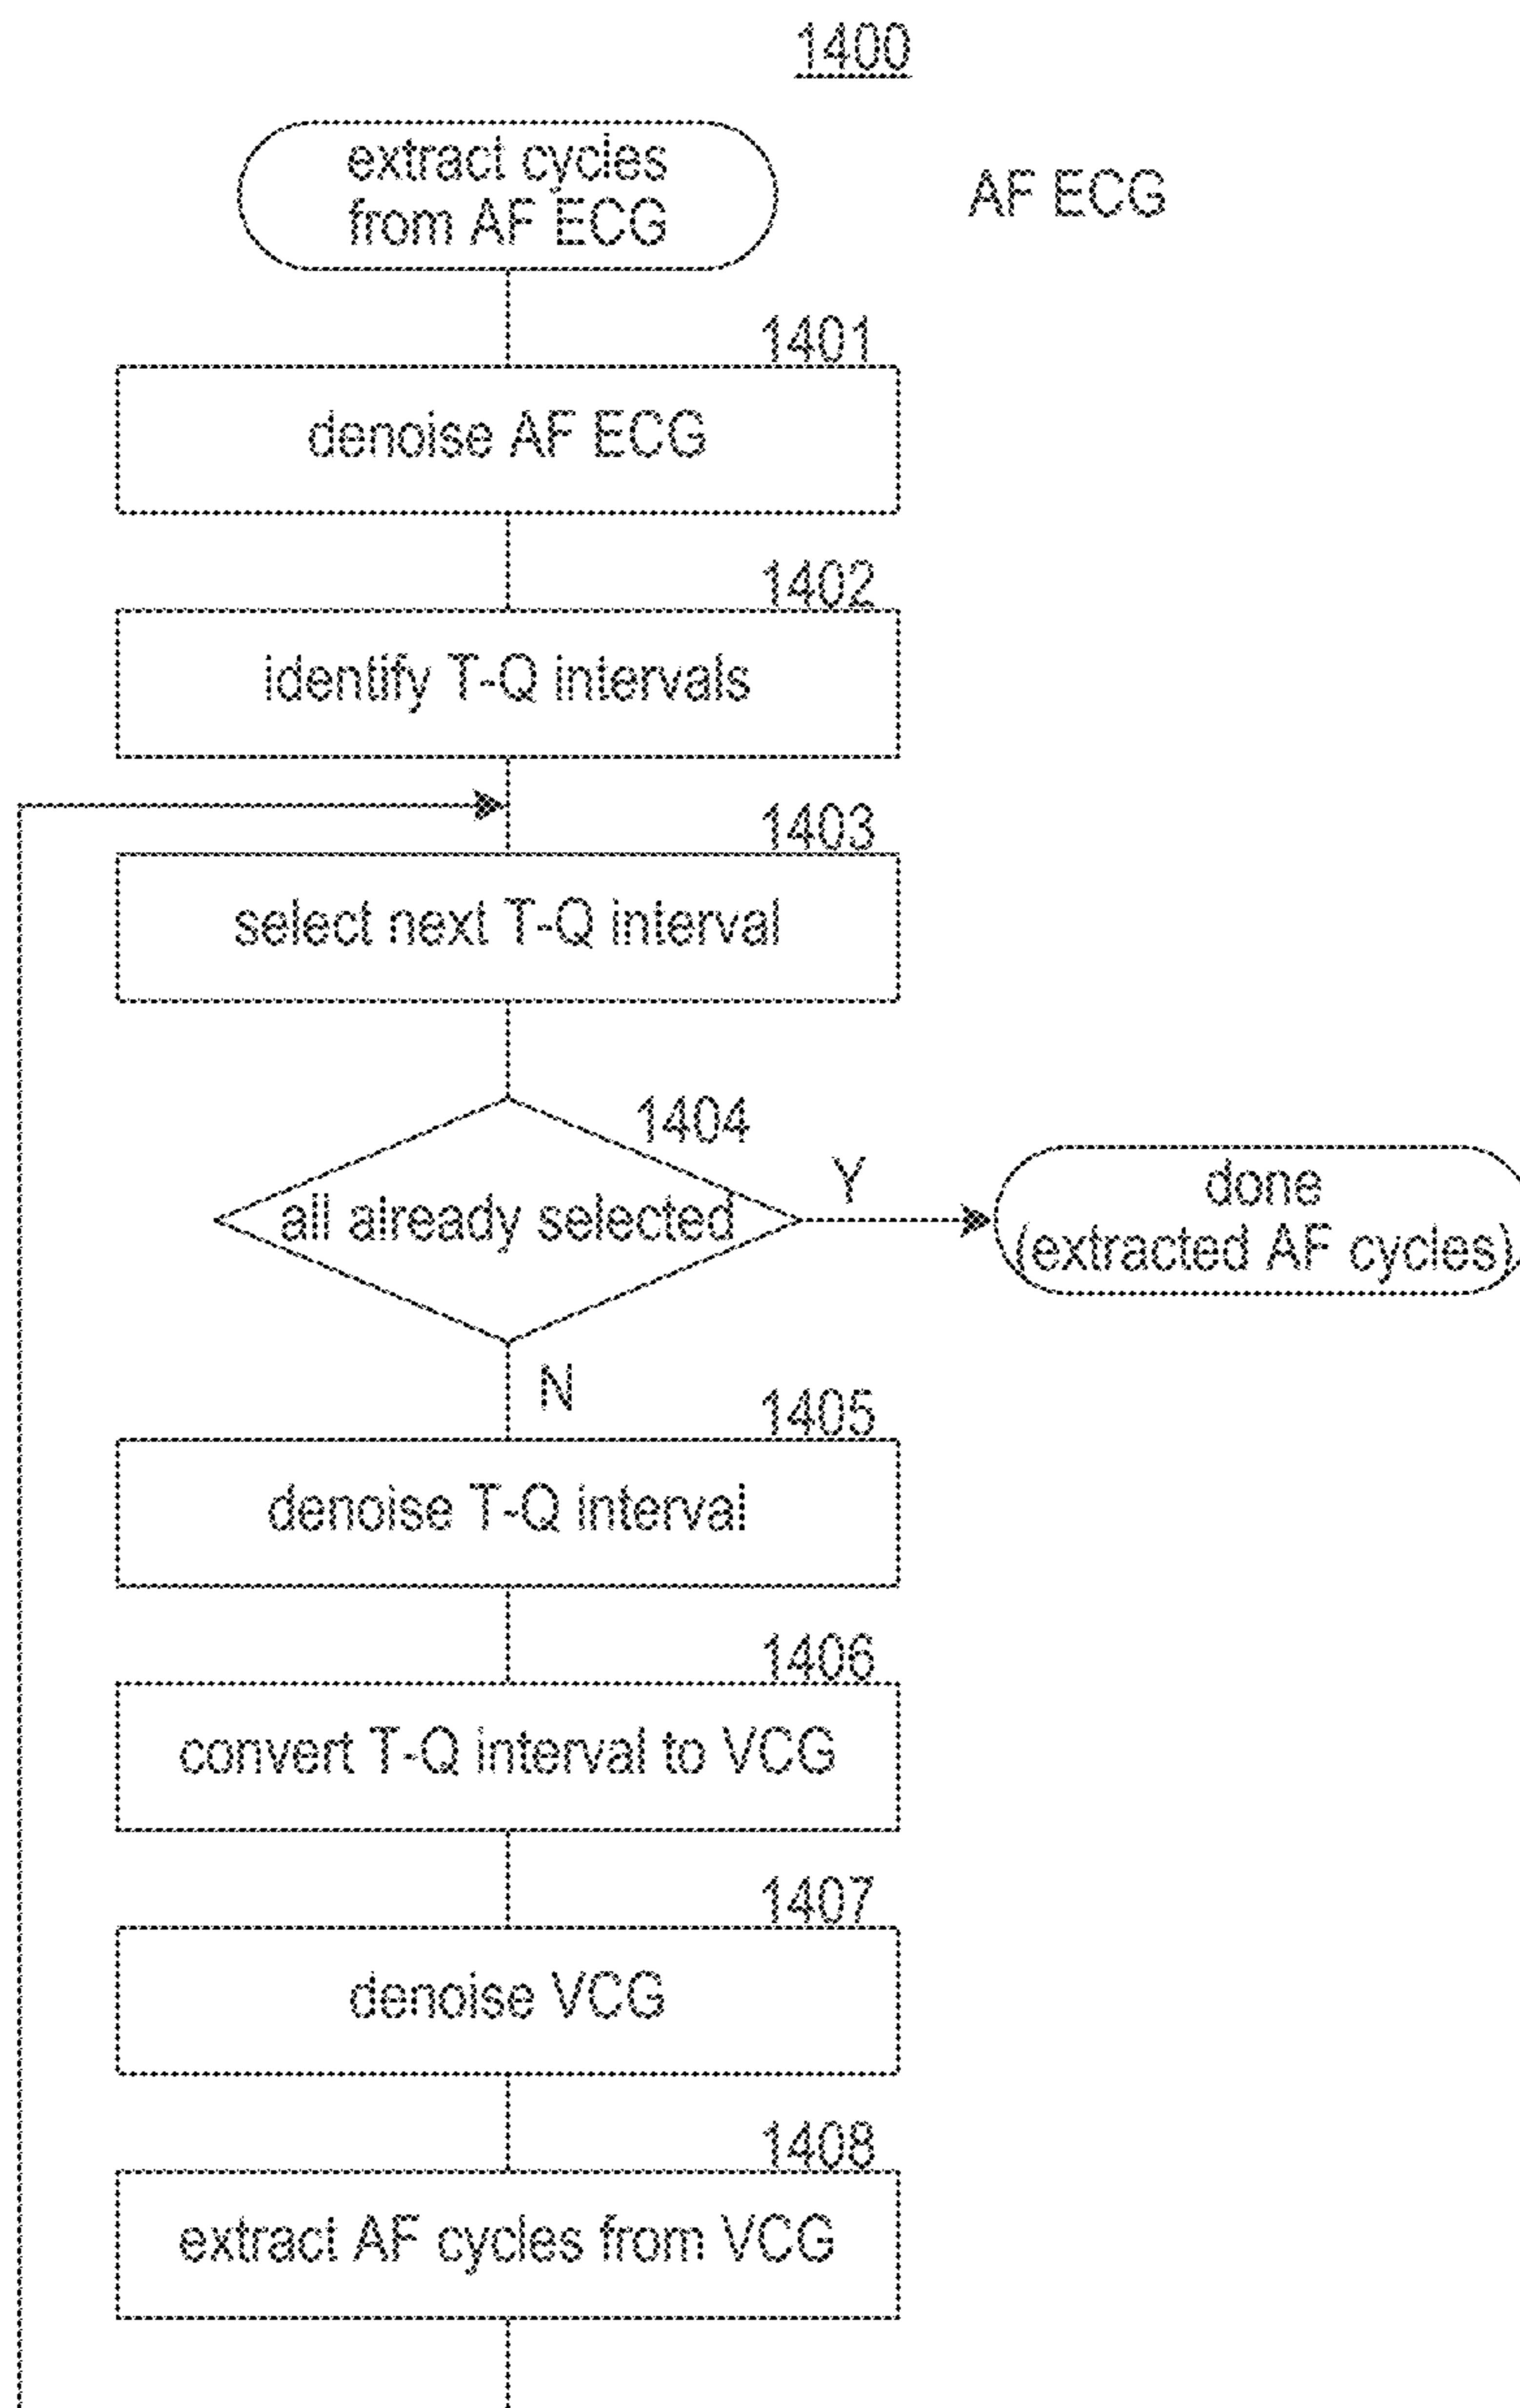 1400
extract cycles
from AF ECG
AF ECG
1401
denoise AF ECG
1402
identify T-Q intervals
1403
select next T-Q interval
1404
all already selected
Y
done
(extracted AF cycles)
N
1405
denoise T-Q interval
1406
convert T-Q interval to VCG
1407
denoise VCG
1408
extract AF cycles from VCG